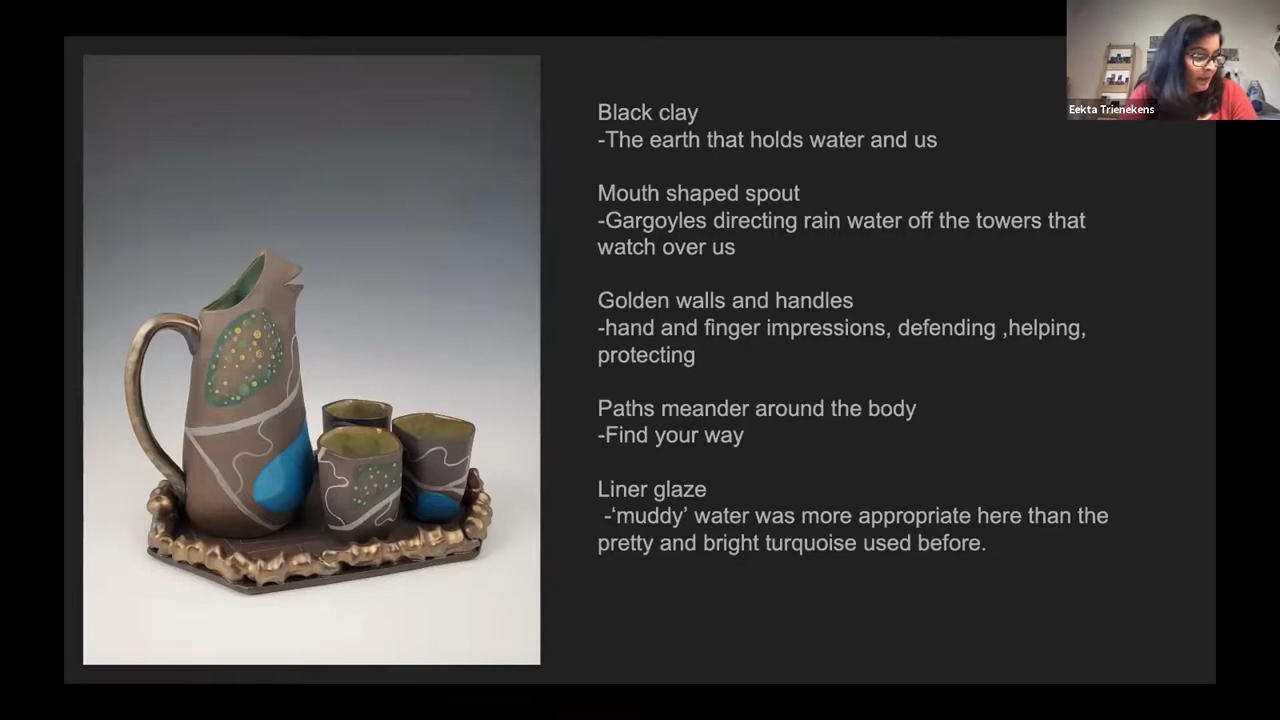 Eekta Trienekens
Black clay
-The earth that holds water and us
Mouth shaped spout
-Gargoyles directing rain water off the towers that
watch over us
Golden walls and handles
-hand and finger impressions, defending ,helping,
protecting
Paths meander around the body
-Find your way
Liner glaze
-‘muddy’ water was more appropriate here than the
pretty and bright turquoise used before.